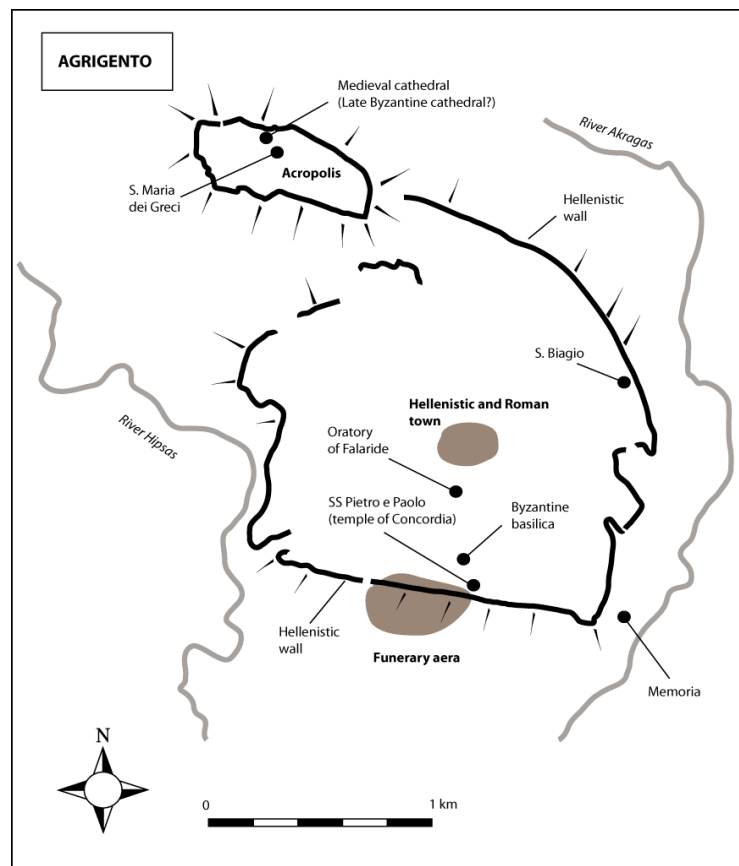 AGRIGENTO
Medieval cathedral
(Late Byzantine cathedral?)
River Akragas
S. Maria
dei Greci
Acropolis
Hellenistic
wall
S. Biagio
River Hipsas
Hellenistic and Roman
town
Oratory
of Falaride
SS Pietro e Paolo
(temple of Concordia)
Byzantine
basilica
Hellenistic
wall
Funerary aera
Memoria
N
0
1 km